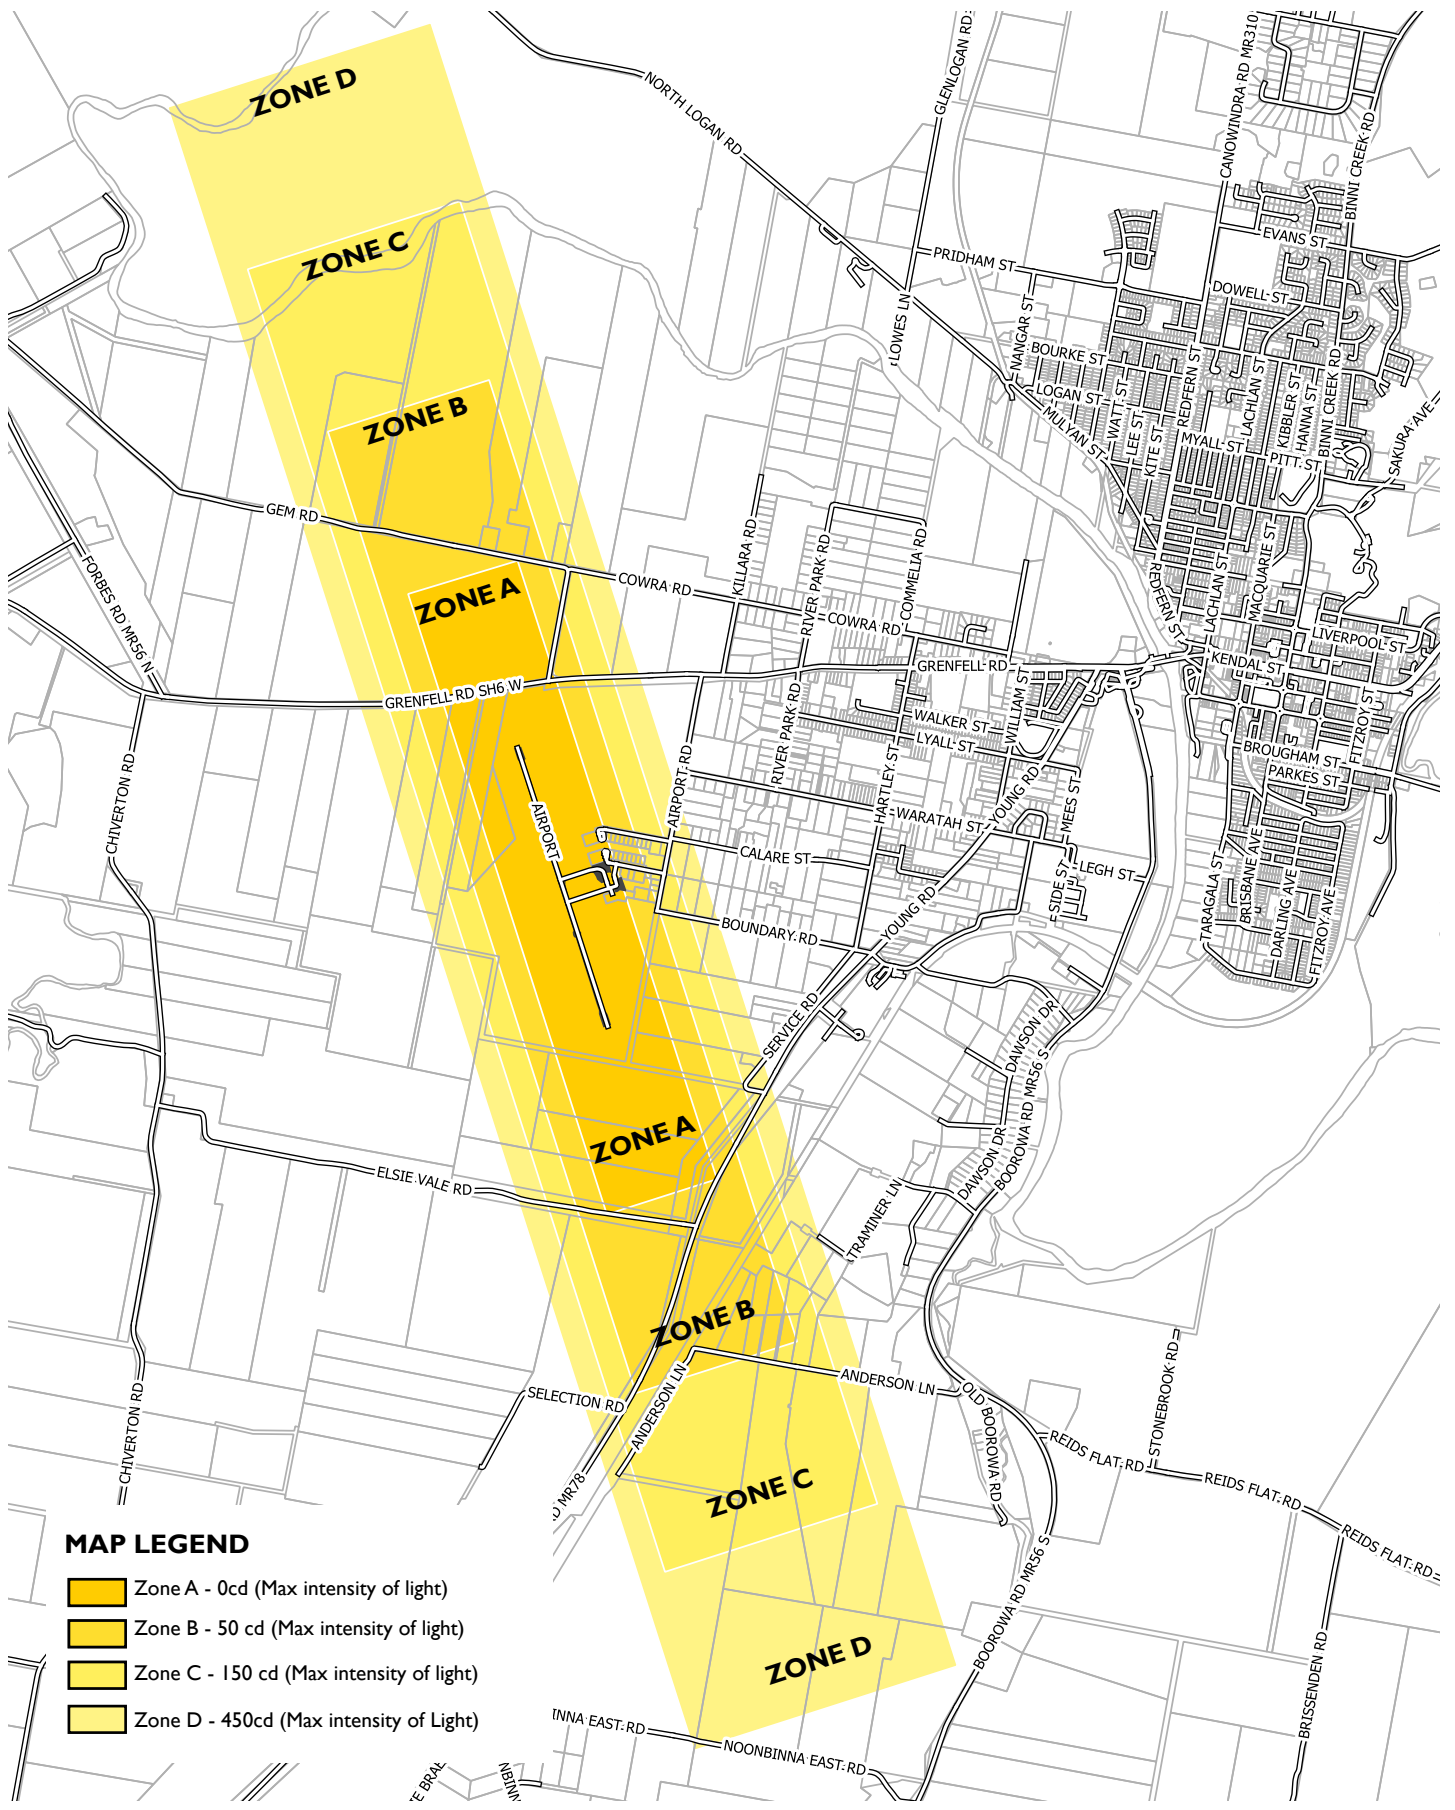 ZONE D
NORTH LOGAN RD
GLENLOGAN RD
CANOWINDRA RD MR310
BINNI CREEK RD
EVANS ST
PRIDHAM ST
ZONE C
DOWELL ST
LOWES LN
NANGAR ST
BOURKE ST
LOGAN ST
MULYAN ST
WATT ST
LEE ST
KITE ST
REDFERN ST
LACHLAN ST
KIBBLER ST
HANNA ST
BINNI CREEK RD
SAKURA AVE
MYALL ST
PITT ST
ZONE B
GEM RD
FORBES RD MR56 N
ZONE A
COWRA RD
KILLARA RD
RIVER PARK RD
COMMELIA RD
COWRA RD
REDFERN ST
LACHLAN ST
MACQUARIE ST
LIVERPOOL ST
KENDAL ST
GRENFELL RD
GRENFELL RD SH6 W
WILLIAM ST
WALKER ST
LYALL ST
RIVER PARK RD
HARTLEY ST
FITZROY ST
BROUGHAM ST
PARKES ST
CHIVERTON RD
AIRPORT
AIRPORT RD
YOUNG RD
MEES ST
WARATAH ST
CALARE ST
LEGH ST
SIDE ST
YOUNG RD
BOUNDARY RD
TARAGALA ST
BRISBANE AVE
DARLING AVE
FITZROY AVE
SERVICE RD
DAWSON DR
BOOROWA RD MR56 S
DAWSON DR
ZONE A
ELSIE VALE RD
TRAMINER LN
ZONE B
ANDERSON LN
ANDERSON LN
SELECTION RD
OLD BOOROWA RD
STONEBROOK RD
REIDS FLAT RD
REIDS FLAT RD
REIDS FLAT RD
CHIVERTON RD
ZONE C
D MR78
BOOROWA RD MR56 S
BRISSENDEN RD
ZONE D
INNA EAST RD
NOONBINNA EAST RD
E BRAE
NBINN
MAP LEGEND
Zone A - 0cd (Max intensity of light)
Zone B - 50 cd (Max intensity of light)
Zone C - 150 cd (Max intensity of light)
Zone D - 450cd (Max intensity of Light)